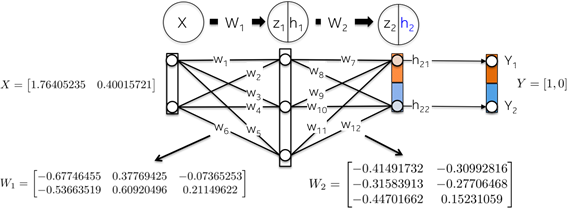 X W₁ z₁ h₁ W₂ z₂ h₂
w₁ w₇ h₂₁ Y₁
w₂ w₈
X = [1.76405235 0.40015721] w₃ w₉ Y = [1, 0]
w₄ w₁₀ h₂₂ Y₂
w₆ w₅ w₁₁ w₁₂
W₁ = [−0.67746455 0.37769425 −0.07365253
−0.53663519 0.60920496 0.21149622]
W₂ = [−0.41491732 −0.30992816
−0.31583913 −0.27706468
−0.44701662 0.15231059]